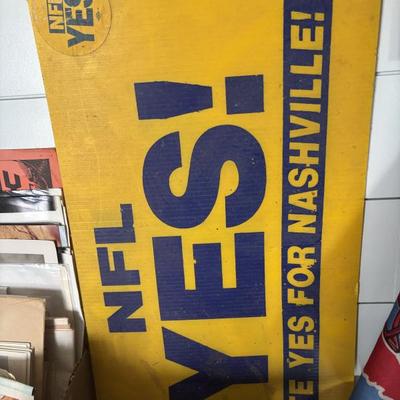 NFL
YES!
NFL
YES!
YES FOR NASHVILLE!